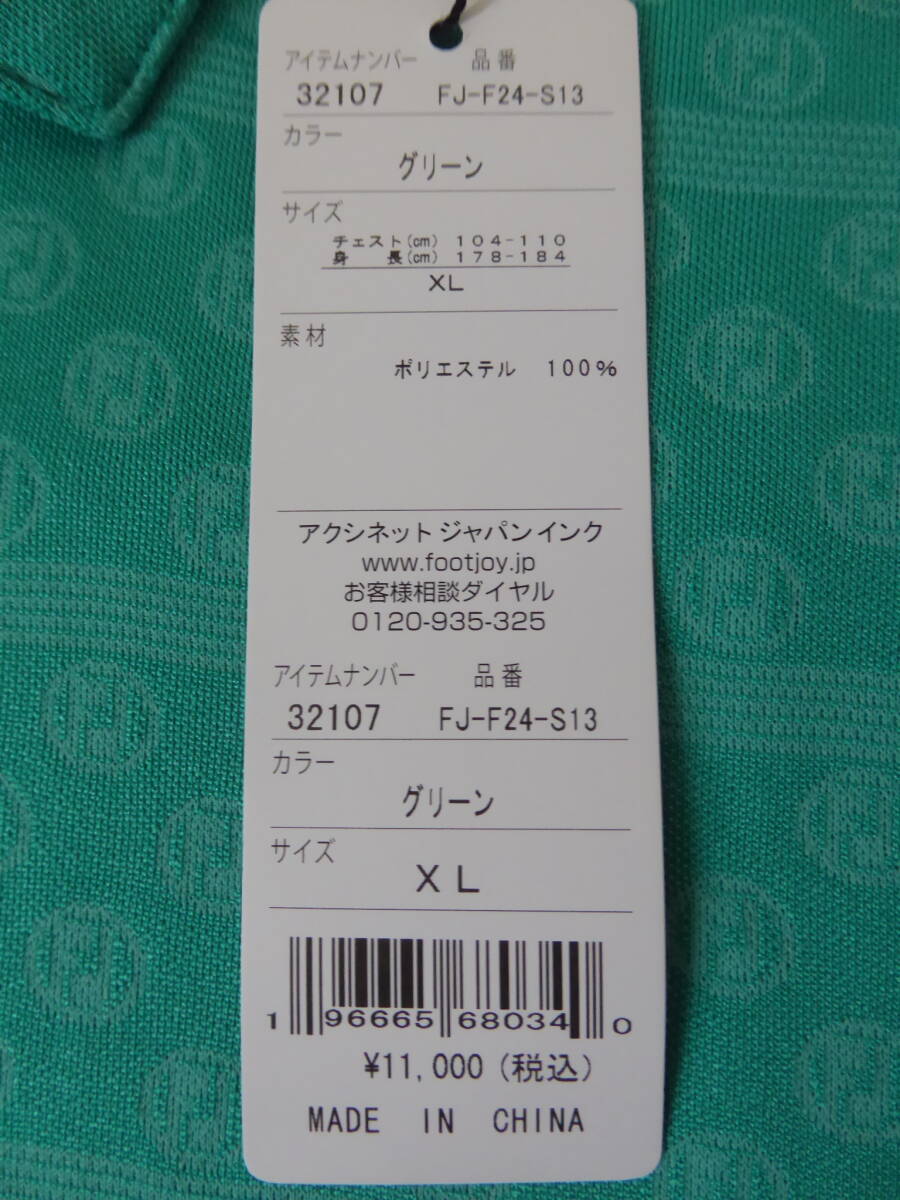 アイテムナンバー 品番
32107 FJ-F24-S13
カラー
グリーン
サイズ
チェスト(cm) 104-110
身 長(cm) 178-184
XL
素材
ポリエステル 100%
アクシネット ジャパン インク
www.footjoy.jp
お客様相談ダイヤル
0120-935-325
アイテムナンバー 品番
32107 FJ-F24-S13
カラー
グリーン
サイズ
XL
1 96665 68034 0
¥11,000 (税込)
MADE IN CHINA